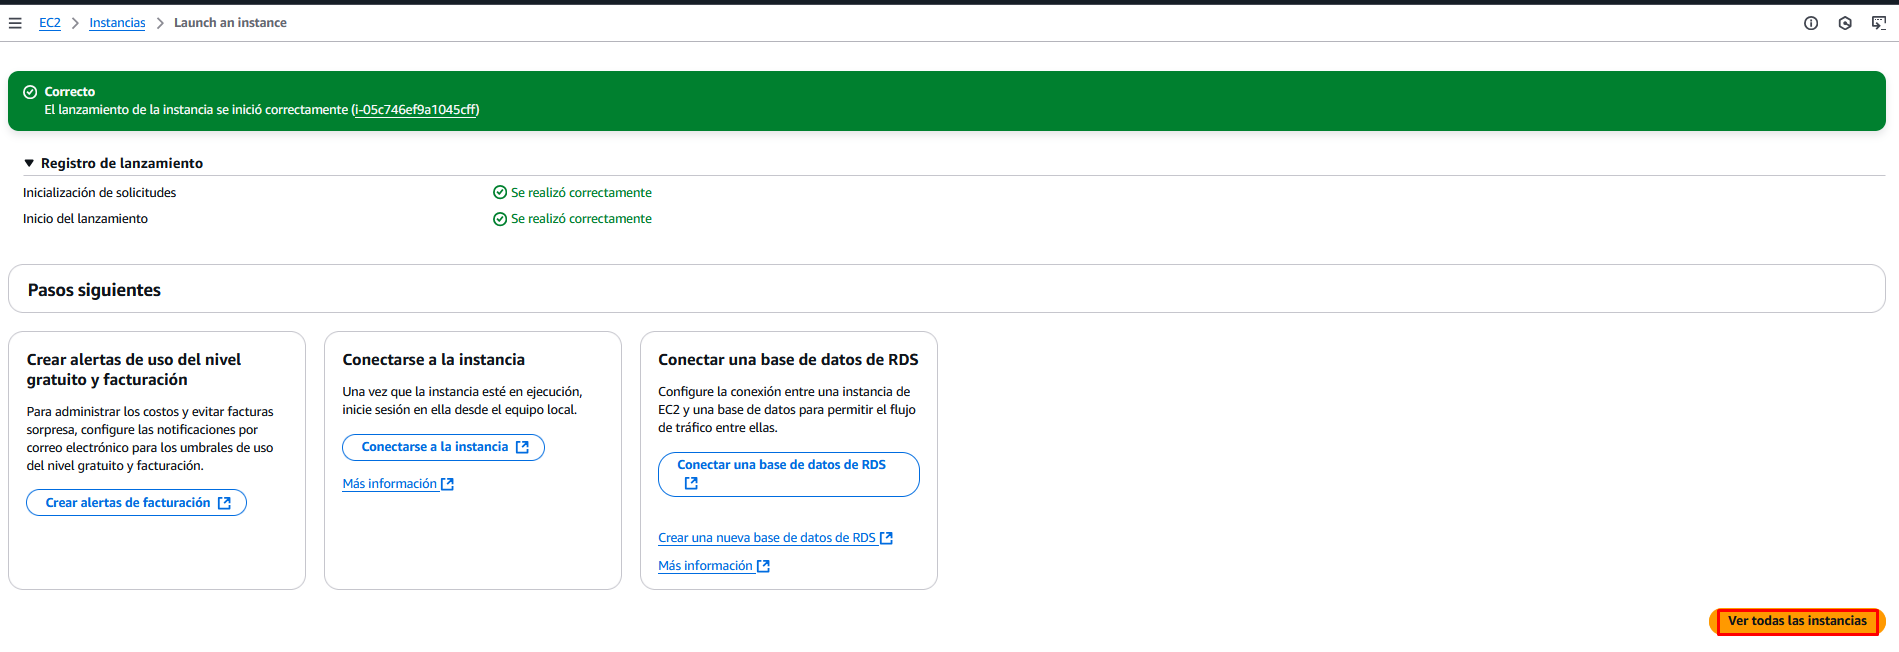 EC2 > Instancias > Launch an instance
Correcto
El lanzamiento de la instancia se inició correctamente (i-05c746ef9a1045cff)
Registro de lanzamiento
Inicialización de solicitudes Se realizó correctamente
Inicio del lanzamiento Se realizó correctamente
Pasos siguientes
Crear alertas de uso del nivel
gratuito y facturación
Para administrar los costos y evitar facturas
sorpresa, configure las notificaciones por
correo electrónico para los umbrales de uso
del nivel gratuito y facturación.
Crear alertas de facturación
Conectarse a la instancia
Una vez que la instancia esté en ejecución,
inicie sesión en ella desde el equipo local.
Conectarse a la instancia
Más información
Conectar una base de datos de RDS
Configure la conexión entre una instancia de
EC2 y una base de datos para permitir el flujo
de tráfico entre ellas.
Conectar una base de datos de RDS
Crear una nueva base de datos de RDS
Más información
Ver todas las instancias